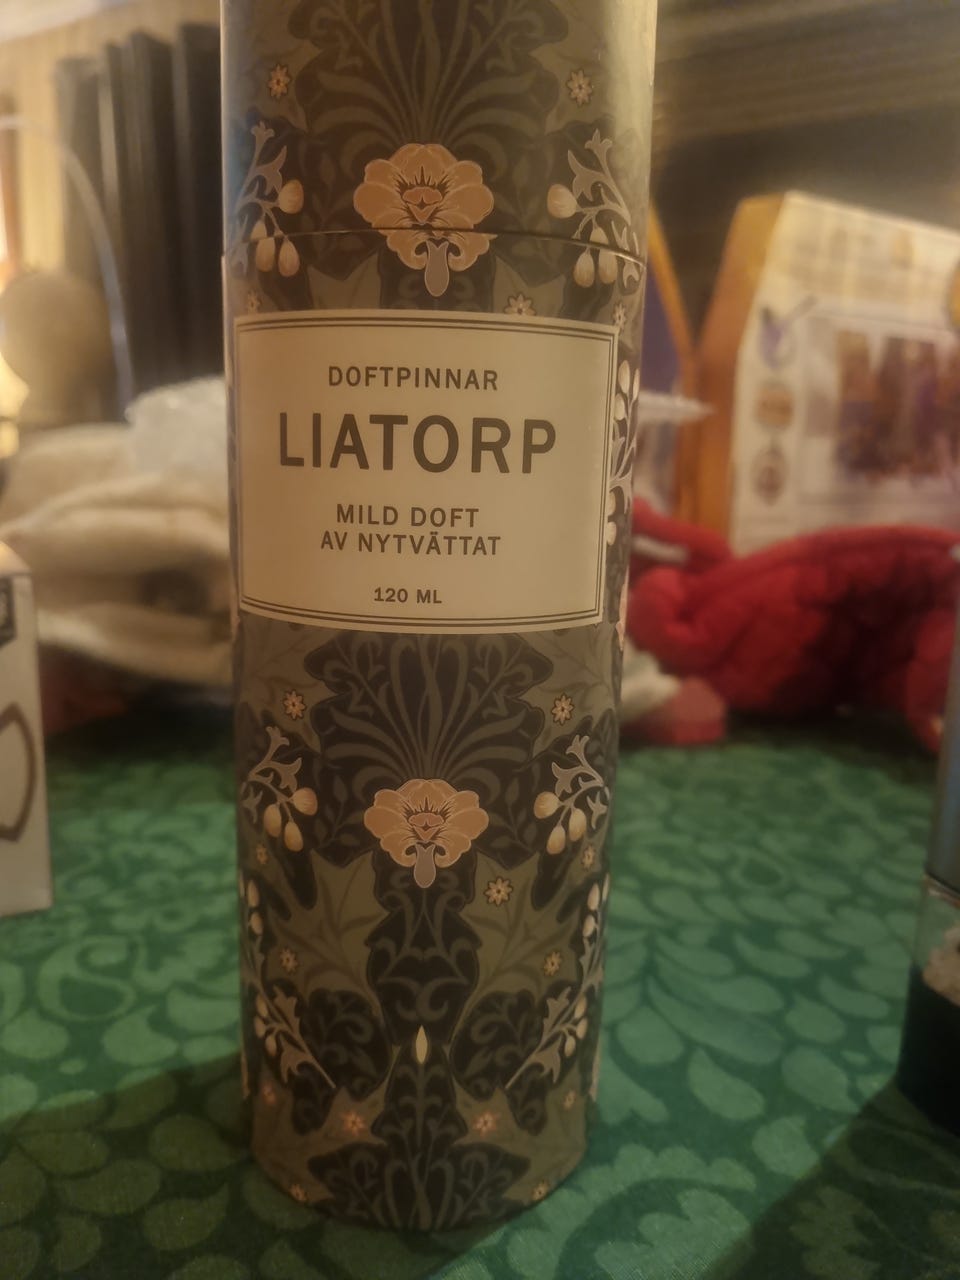 DOFTPINNAR
LIATORP
MILD DOFT
AV NYTVÄTTAT
120 ML